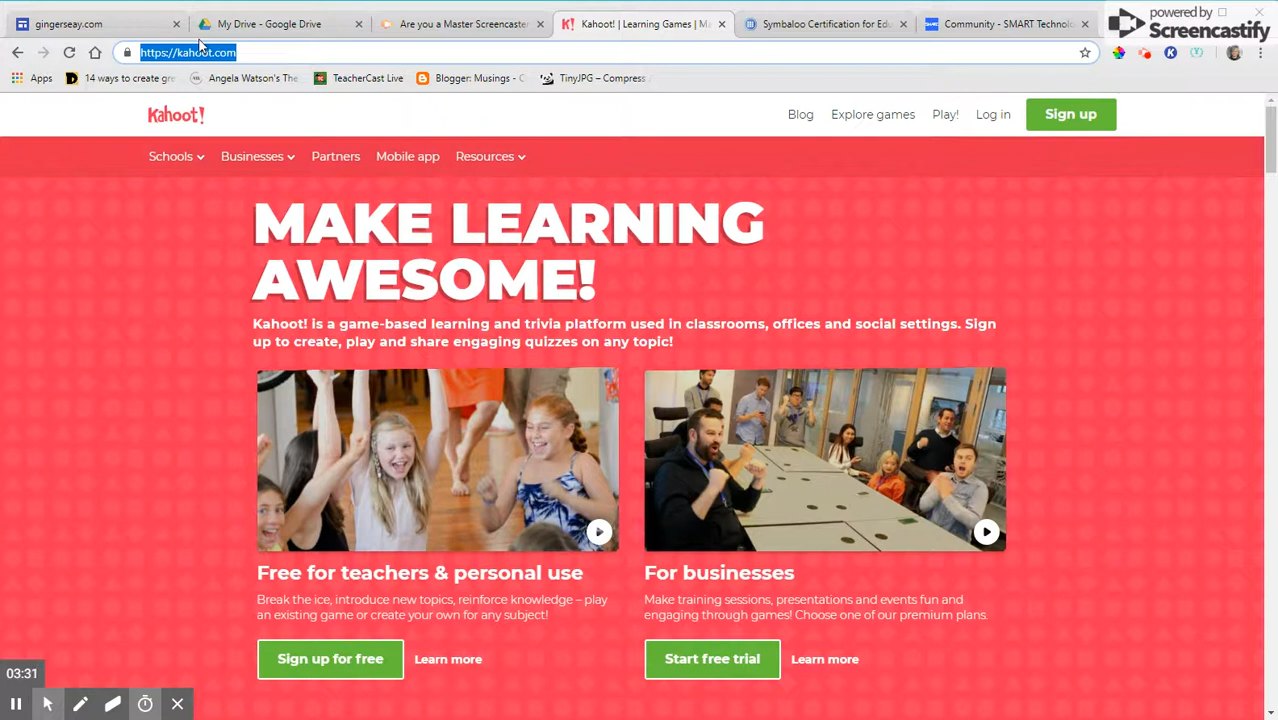 gingerseay.com
My Drive - Google Drive
Are you a Master Screencaster
Kahoot! | Learning Games | Ma
Symbaloo Certification for Edu
Community - SMART Technolo
powered by
Screencastify
https://kahoot.com
Apps
14 ways to create gre
Angela Watson's The
TeacherCast Live
Blogger: Musings - C
TinyJPG – Compress
Kahoot!
Blog
Explore games
Play!
Log in
Sign up
Schools
Businesses
Partners
Mobile app
Resources
MAKE LEARNING
AWESOME!
Kahoot! is a game-based learning and trivia platform used in classrooms, offices and social settings. Sign
up to create, play and share engaging quizzes on any topic!
Free for teachers & personal use
Break the ice, introduce new topics, reinforce knowledge – play
an existing game or create your own for any subject!
Sign up for free
Learn more
For businesses
Make training sessions, presentations and events fun and
engaging through games! Choose one of our premium plans.
Start free trial
Learn more
03:31